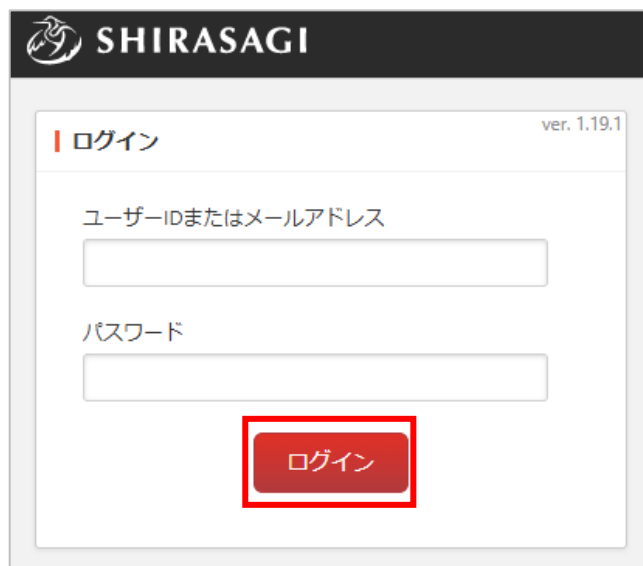 SHIRASAGI
ver. 1.19.1
ログイン
ユーザーIDまたはメールアドレス
パスワード
ログイン